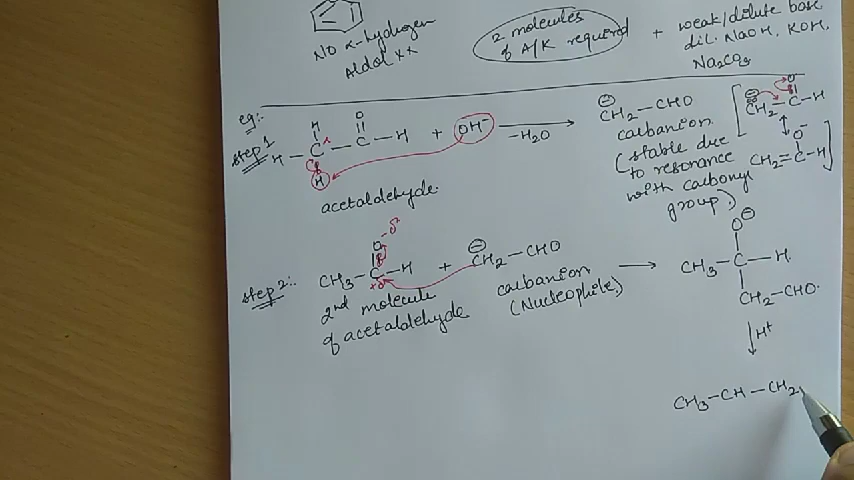 NO α-hydrogen
Aldol xx
2 molecules
of A/K required
+ weak/dilute base
dil. NaOH, KOH,
Na2CO3
eg:-
step 1
H
O
H – C α – C – H + OH⁻
H
acetaldehyde
–H2O
⊖
CH2 – CHO
carbanion
(stable due
to resonance
with carbonyl
group)
O
⊖
CH2 – C – H
O⁻
CH2 = C – H
step 2:-
O –δ
CH3 – C – H + CH2 – CHO
+δ
⊖
2nd molecule
of acetaldehyde
carbanion
(Nucleophile)
O⊖
CH3 – C – H
CH2 – CHO.
H+
CH3 – CH – CH2